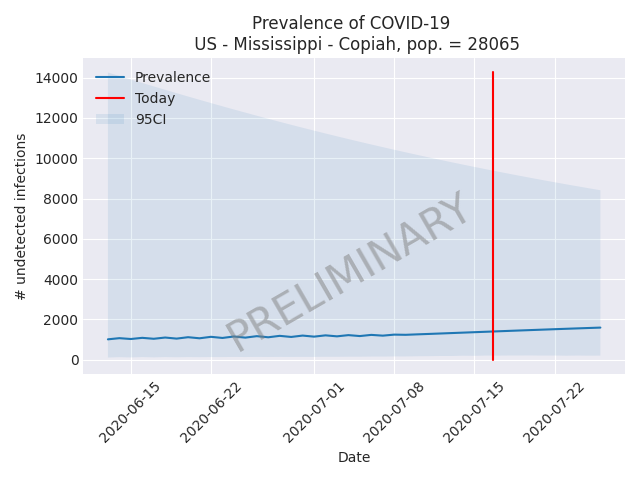 Prevalence of COVID-19
US - Mississippi - Copiah, pop. = 28065
Prevalence
Today
95CI
PRELIMINARY
# undetected infections
14000
12000
10000
8000
6000
4000
2000
0
2020-06-15
2020-06-22
2020-07-01
2020-07-08
2020-07-15
2020-07-22
Date